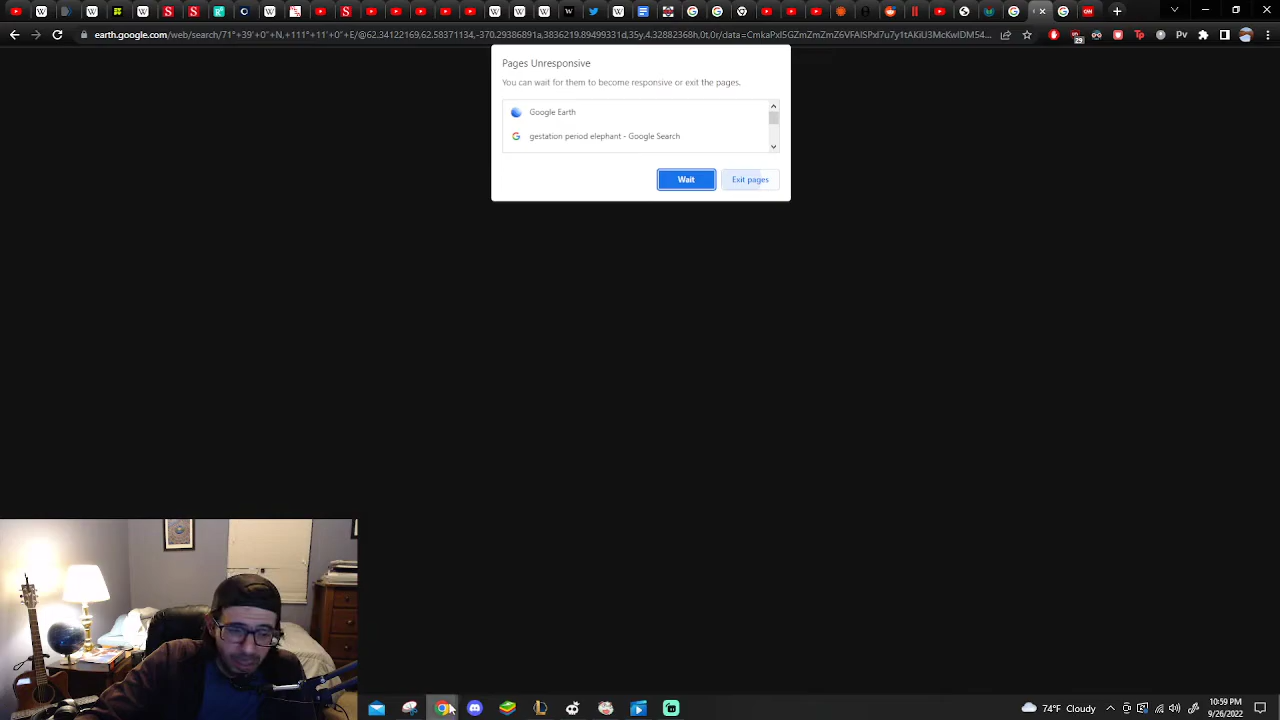 earth.google.com/web/search/71°+39'+0"+N,+111°+11'+0"+E/@62.34122169,62.58371134,-370.29386891a,3836219.89499331d,35y,4.32882368h,0t,0r/data=
29
Pages Unresponsive
You can wait for them to become responsive or exit the pages.
Google Earth
gestation period elephant - Google Search
Wait
Exit pages
74°F Cloudy
10:59 PM
9/26/2022